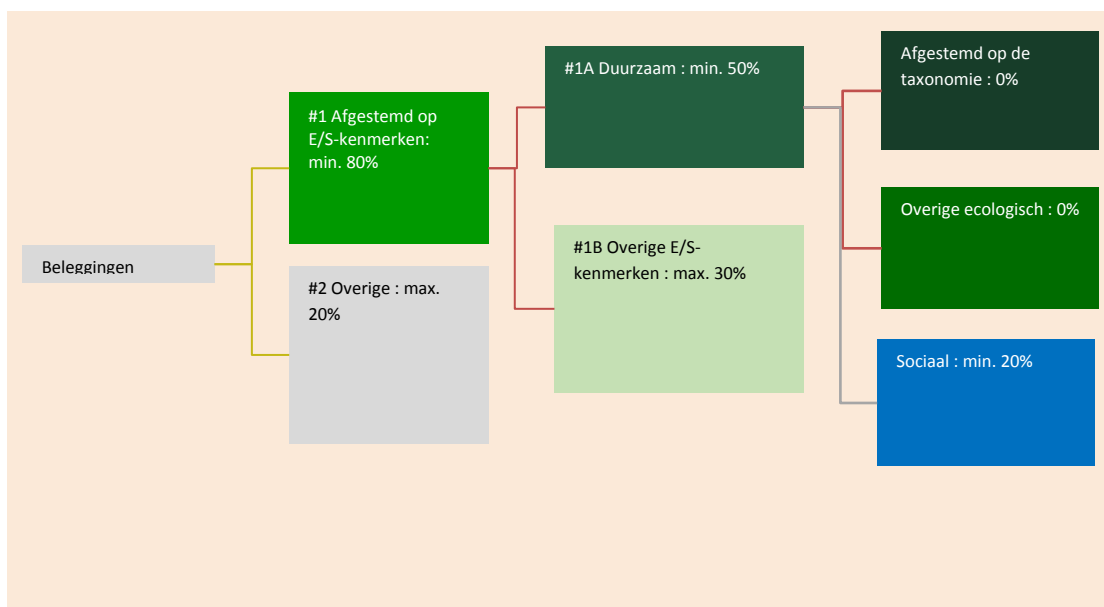 Beleggingen
#1 Afgestemd op
E/S-kenmerken:
min. 80%
#2 Overige : max.
20%
#1A Duurzaam : min. 50%
#1B Overige E/S-
kenmerken : max. 30%
Afgestemd op de
taxonomie : 0%
Overige ecologisch : 0%
Sociaal : min. 20%